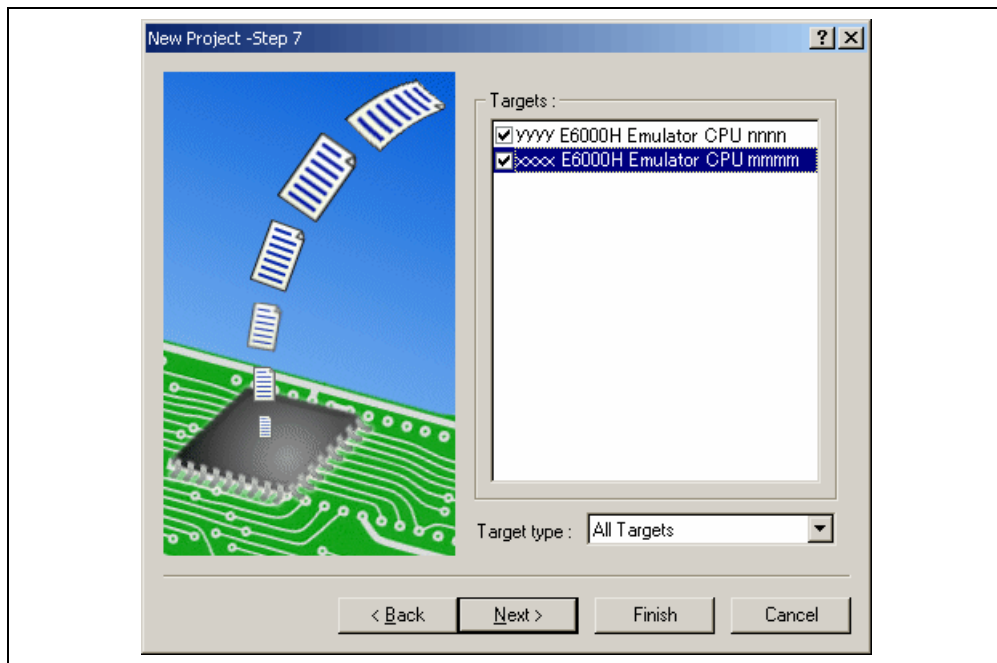 New Project -Step 7
Targets :
yyyy E6000H Emulator CPU nnnn
xxxx E6000H Emulator CPU mmmm
Target type :
All Targets
< Back
Next >
Finish
Cancel